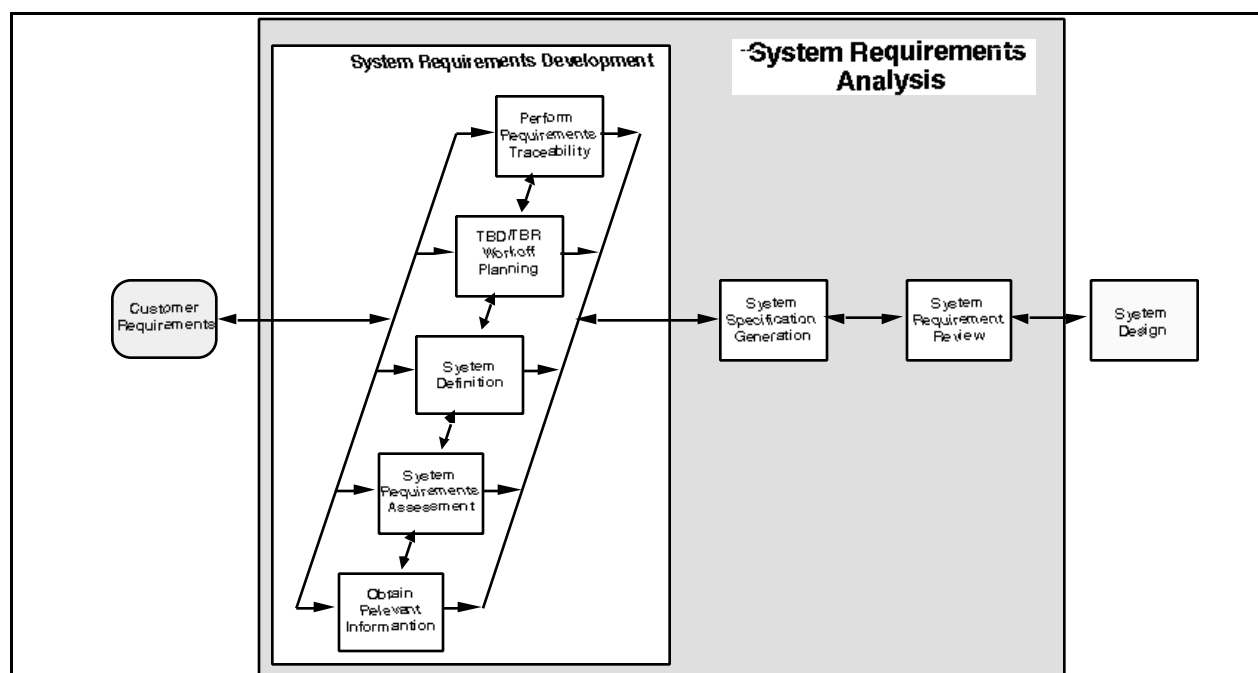 System Requirements Development
System Requirements
Analysis
Perform
Requirements
Traceability
TBD/TBR
Workoff
Planning
Customer
Requirements
System
Definition
System
Requirements
Assessment
Obtain
Relevant
Informantion
System
Specification
Generation
System
Requirement
Review
System
Design